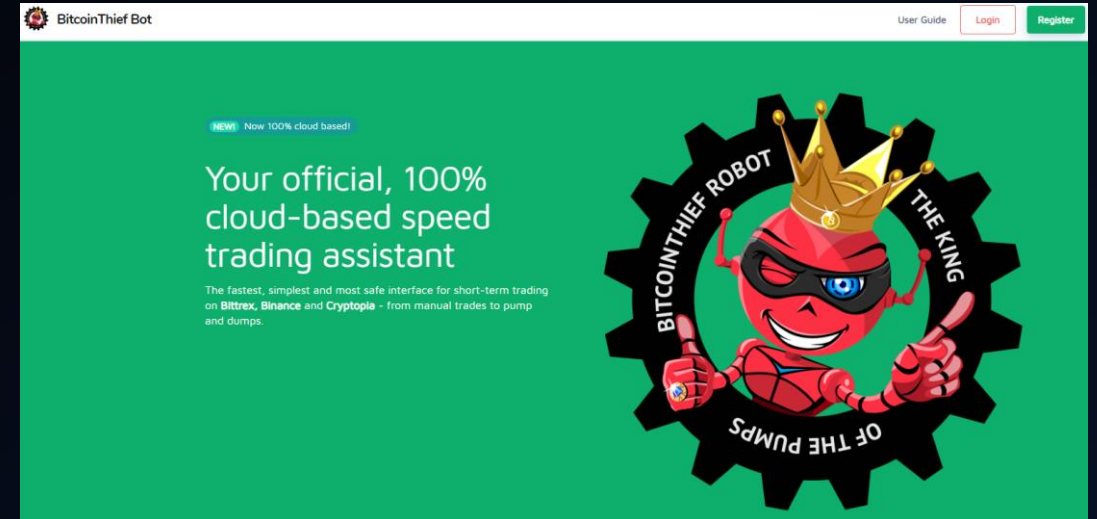 BitcoinThief Bot
User Guide
Login
Register
NEW! Now 100% cloud based!
Your official, 100%
cloud-based speed
trading assistant
The fastest, simplest and most safe interface for short-term trading
on Bittrex, Binance and Cryptopia - from manual trades to pump
and dumps.
BITCOINTHIEF ROBOT
THE KING
OF THE PUMPS